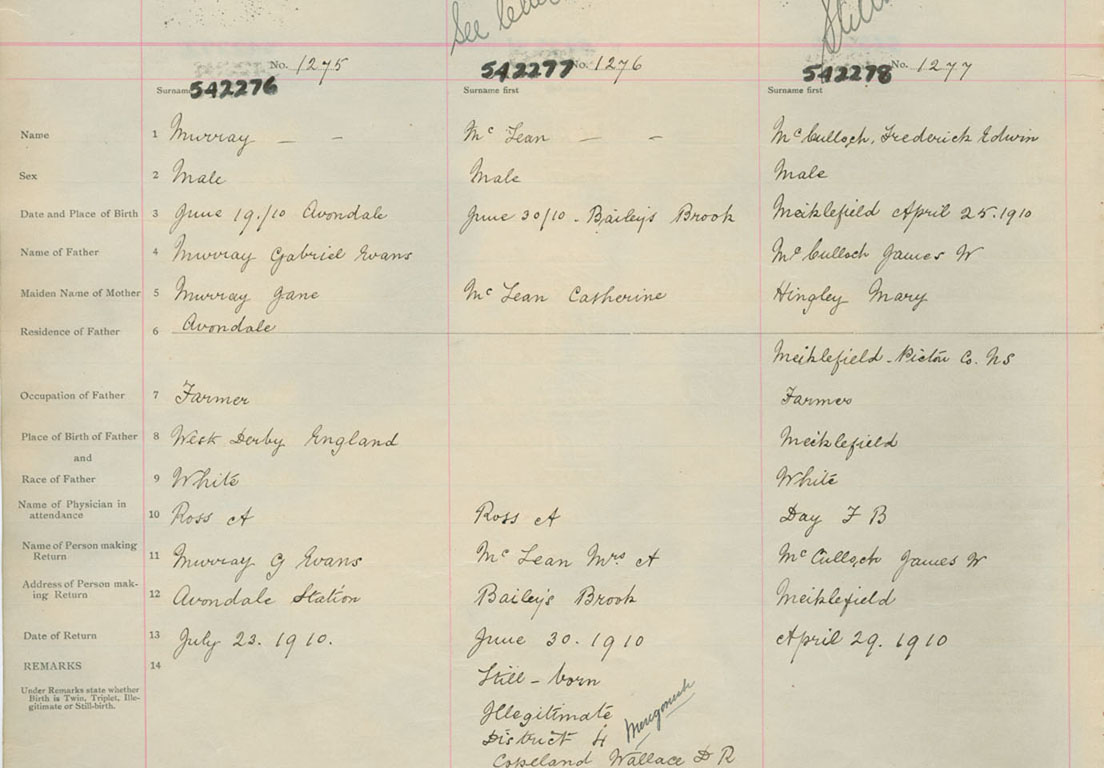 See letter
No. 1275
542276
Surname
542277
No. 1276
Surname first
542278
No. 1277
Surname first
Name 1 Murray — – Mc Lean — – McCulloch, Frederick Edwin
Sex 2 Male Male Male
Date and Place of Birth 3 June 19./10 Avondale June 30/10 - Bailey's Brook Meiklefield April 25. 1910
Name of Father 4 Murray Gabriel Evans McCulloch James W
Maiden Name of Mother 5 Murray Jane Mc Lean Catherine Hingley Mary
Residence of Father 6 Avondale
Meiklefield - Pictou Co. NS
Occupation of Father 7 Farmer Farmer
Place of Birth of Father 8 West Derby England Meiklefield
and
Race of Father 9 White White
Name of Physician in
attendance 10 Ross A Ross A Day F B
Name of Person making
Return 11 Murray G Evans Mc Lean Mrs A McCulloch James W
Address of Person mak-
ing Return 12 Avondale Station Bailey's Brook Meiklefield
Date of Return 13 July 23. 1910. June 30. 1910 April 29. 1910
REMARKS 14 Still - born
Under Remarks state whether
Birth is Twin, Triplet, Ille-
gitimate or Still-birth.
Illegitimate
District 4
Copeland Wallace D R